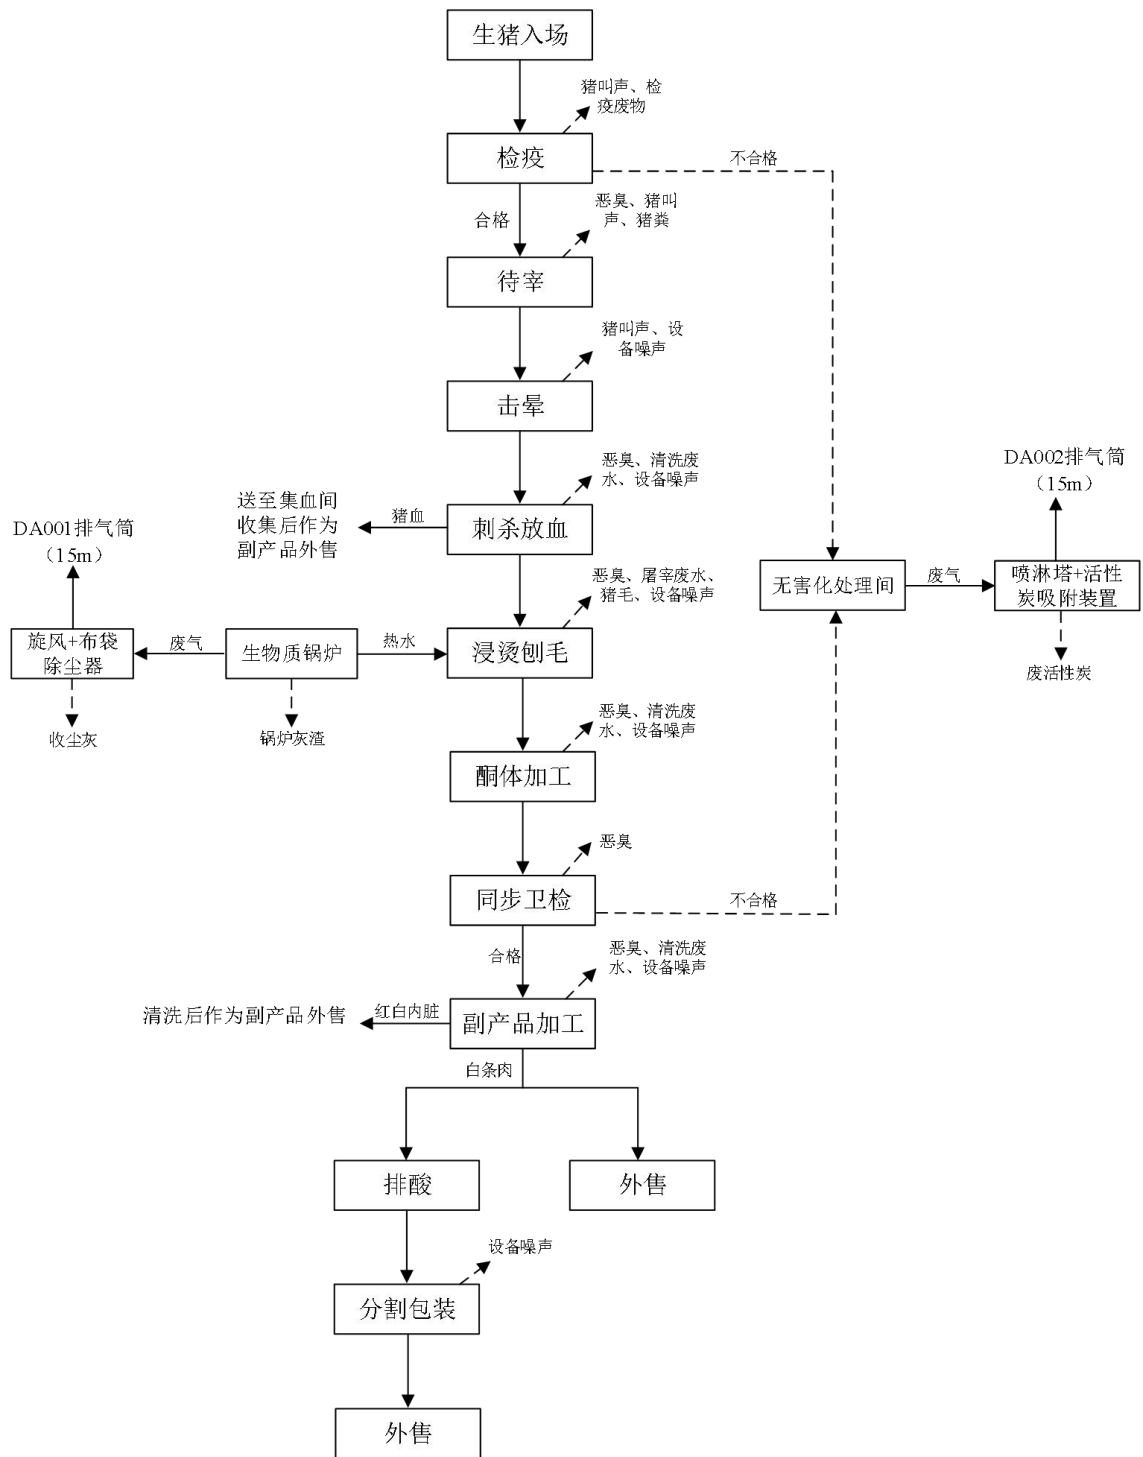 生猪入场
猪叫声、检
疫废物
检疫
不合格
合格
恶臭、猪叫
声、猪粪
待宰
猪叫声、设
备噪声
击晕
恶臭、清洗废
水、设备噪声
DA002排气筒
（15m）
送至集血间
收集后作为
副产品外售
猪血
刺杀放血
DA001排气筒
（15m）
恶臭、屠宰废水、
猪毛、设备噪声
无害化处理间
废气
喷淋塔+活性
炭吸附装置
旋风+布袋
除尘器
废气
生物质锅炉
热水
浸烫刨毛
废活性炭
收尘灰
锅炉灰渣
恶臭、清洗废
水、设备噪声
酮体加工
恶臭
同步卫检
不合格
合格
恶臭、清洗废
水、设备噪声
清洗后作为副产品外售
红白内脏
副产品加工
白条肉
排酸
外售
设备噪声
分割包装
外售